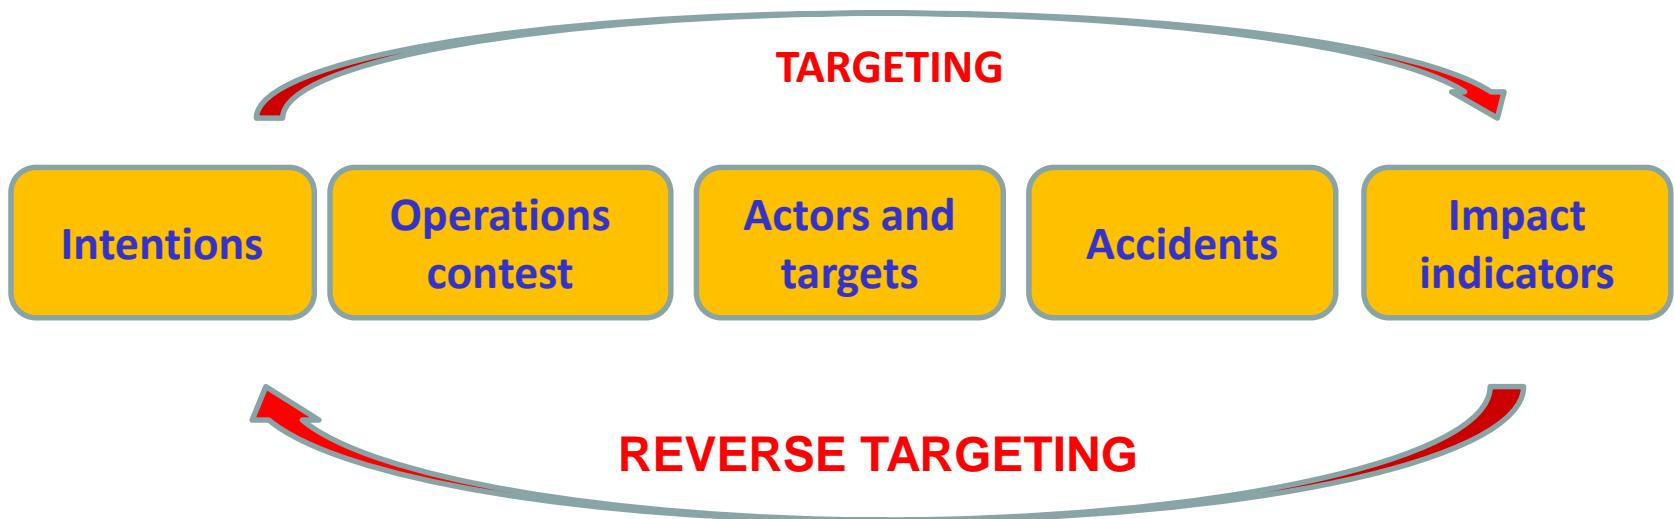 TARGETING
Intentions
Operations
contest
Actors and
targets
Accidents
Impact
indicators
REVERSE TARGETING